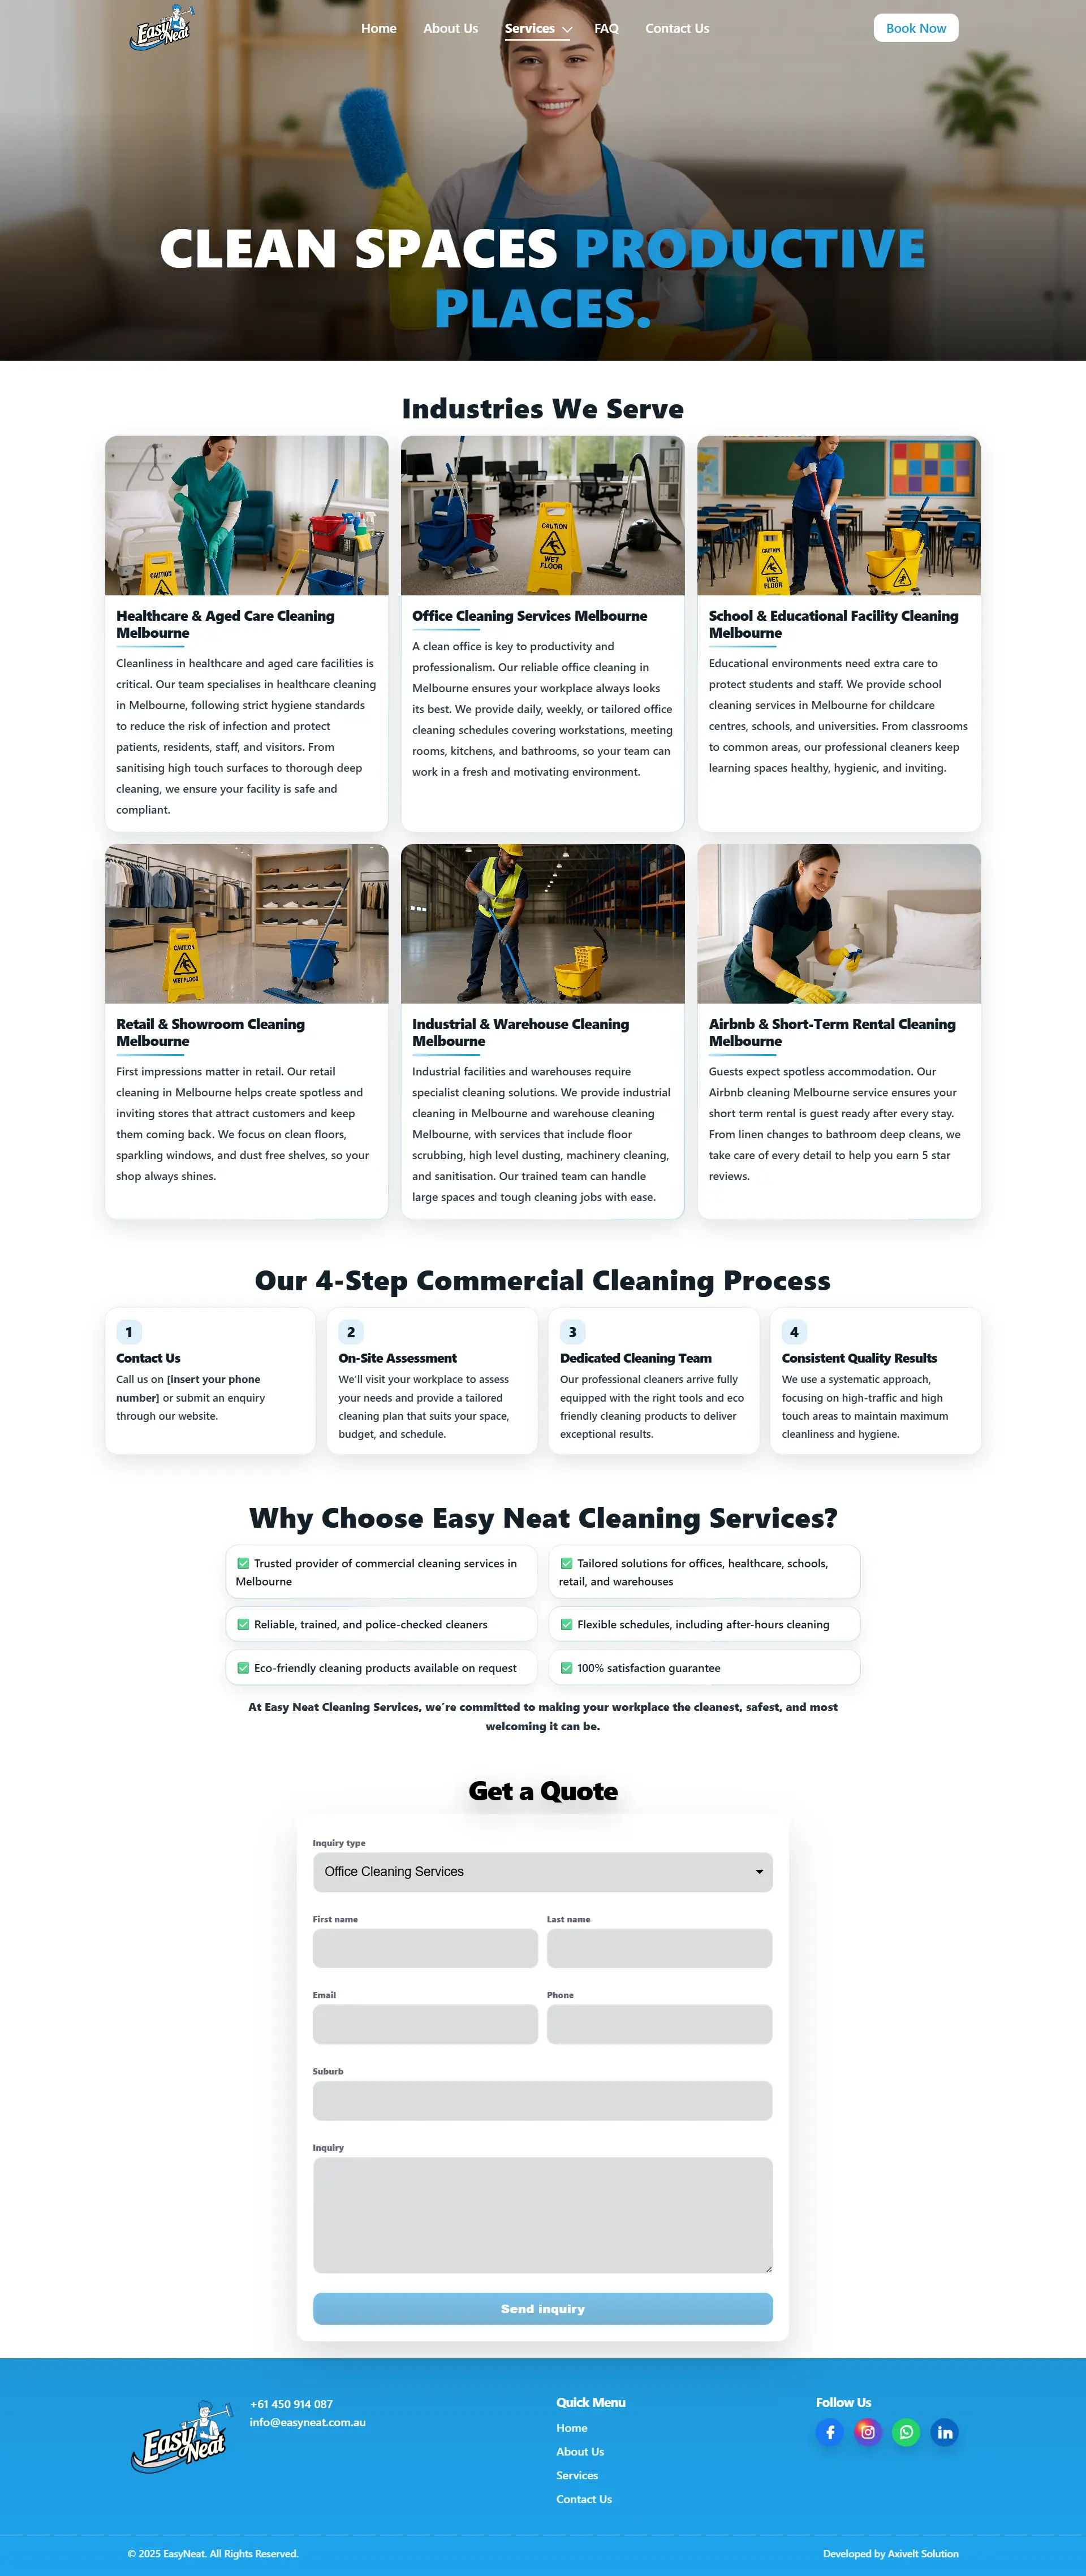 Easy Neat
Home
About Us
Services
FAQ
Contact Us
Book Now
CLEAN SPACES PRODUCTIVE
PLACES.
Industries We Serve
CAUTION
Healthcare & Aged Care Cleaning
Melbourne
Cleanliness in healthcare and aged care facilities is
critical. Our team specialises in healthcare cleaning
in Melbourne, following strict hygiene standards
to reduce the risk of infection and protect
patients, residents, staff, and visitors. From
sanitising high touch surfaces to thorough deep
cleaning, we ensure your facility is safe and
compliant.
CAUTION
WET
FLOOR
Office Cleaning Services Melbourne
A clean office is key to productivity and
professionalism. Our reliable office cleaning in
Melbourne ensures your workplace always looks
its best. We provide daily, weekly, or tailored office
cleaning schedules covering workstations, meeting
rooms, kitchens, and bathrooms, so your team can
work in a fresh and motivating environment.
CAUTION
WET
FLOOR
School & Educational Facility Cleaning
Melbourne
Educational environments need extra care to
protect students and staff. We provide school
cleaning services in Melbourne for childcare
centres, schools, and universities. From classrooms
to common areas, our professional cleaners keep
learning spaces healthy, hygienic, and inviting.
CAUTION
WET FLOOR
Retail & Showroom Cleaning
Melbourne
First impressions matter in retail. Our retail
cleaning in Melbourne helps create spotless and
inviting stores that attract customers and keep
them coming back. We focus on clean floors,
sparkling windows, and dust free shelves, so your
shop always shines.
Industrial & Warehouse Cleaning
Melbourne
Industrial facilities and warehouses require
specialist cleaning solutions. We provide industrial
cleaning in Melbourne and warehouse cleaning
Melbourne, with services that include floor
scrubbing, high level dusting, machinery cleaning,
and sanitisation. Our trained team can handle
large spaces and tough cleaning jobs with ease.
Airbnb & Short-Term Rental Cleaning
Melbourne
Guests expect spotless accommodation. Our
Airbnb cleaning Melbourne service ensures your
short term rental is guest ready after every stay.
From linen changes to bathroom deep cleans, we
take care of every detail to help you earn 5 star
reviews.
Our 4-Step Commercial Cleaning Process
1
Contact Us
Call us on [insert your phone
number] or submit an enquiry
through our website.
2
On-Site Assessment
We'll visit your workplace to assess
your needs and provide a tailored
cleaning plan that suits your space,
budget, and schedule.
3
Dedicated Cleaning Team
Our professional cleaners arrive fully
equipped with the right tools and eco
friendly cleaning products to deliver
exceptional results.
4
Consistent Quality Results
We use a systematic approach,
focusing on high-traffic and high
touch areas to maintain maximum
cleanliness and hygiene.
Why Choose Easy Neat Cleaning Services?
✅ Trusted provider of commercial cleaning services in
Melbourne
✅ Tailored solutions for offices, healthcare, schools,
retail, and warehouses
✅ Reliable, trained, and police-checked cleaners
✅ Flexible schedules, including after-hours cleaning
✅ Eco-friendly cleaning products available on request
✅ 100% satisfaction guarantee
At Easy Neat Cleaning Services, we're committed to making your workplace the cleanest, safest, and most
welcoming it can be.
Get a Quote
Inquiry type
Office Cleaning Services
First name
Last name
Email
Phone
Suburb
Inquiry
Send inquiry
Easy Neat
+61 450 914 087
info@easyneat.com.au
Quick Menu
Home
About Us
Services
Contact Us
Follow Us
© 2025 EasyNeat. All Rights Reserved.
Developed by Axivelt Solution